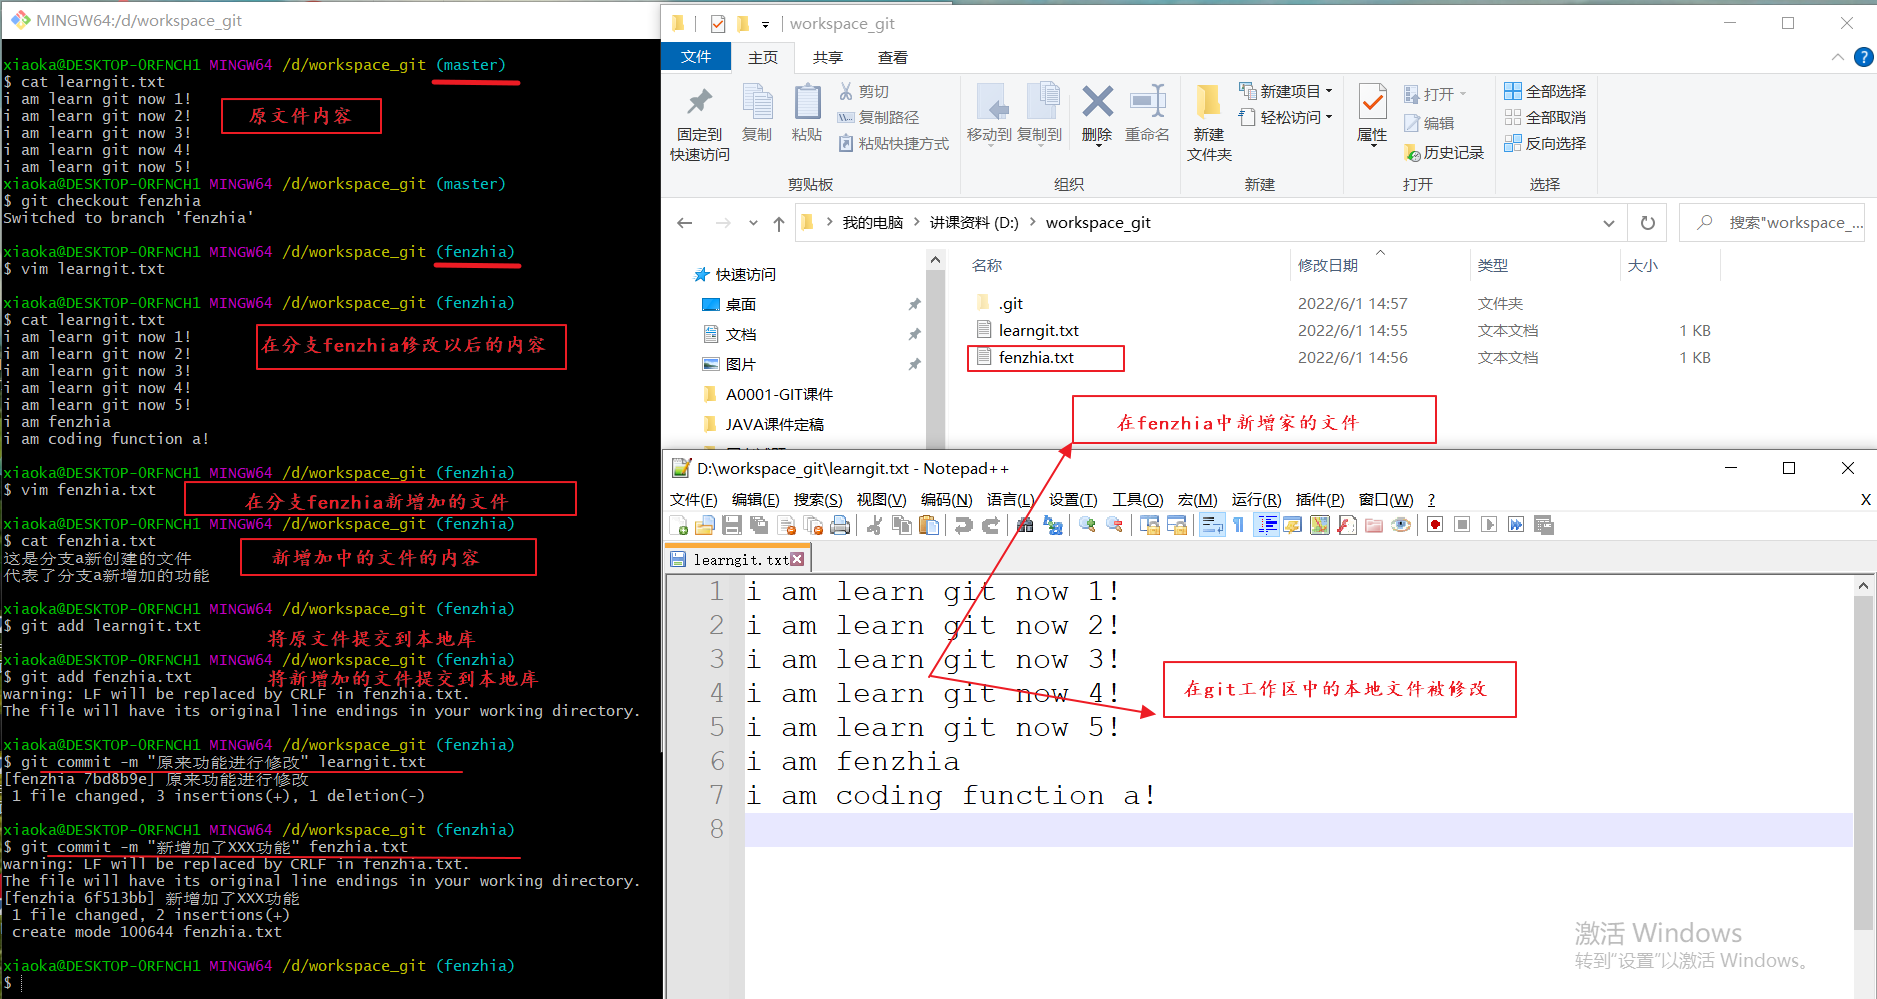 MINGW64:/d/workspace_git
xiaoka@DESKTOP-0RFNCH1 MINGW64 /d/workspace_git (master)
$ cat learngit.txt
i am learn git now 1!
i am learn git now 2!
i am learn git now 3!
i am learn git now 4!
i am learn git now 5!
原文件内容
xiaoka@DESKTOP-0RFNCH1 MINGW64 /d/workspace_git (master)
$ git checkout fenzhia
Switched to branch 'fenzhia'
xiaoka@DESKTOP-0RFNCH1 MINGW64 /d/workspace_git (fenzhia)
$ vim learngit.txt
xiaoka@DESKTOP-0RFNCH1 MINGW64 /d/workspace_git (fenzhia)
$ cat learngit.txt
i am learn git now 1!
i am learn git now 2!
i am learn git now 3!
i am learn git now 4!
i am learn git now 5!
i am fenzhia
i am coding function a!
在分支fenzhia修改以后的内容
xiaoka@DESKTOP-0RFNCH1 MINGW64 /d/workspace_git (fenzhia)
$ vim fenzhia.txt
在分支fenzhia新增加的文件
xiaoka@DESKTOP-0RFNCH1 MINGW64 /d/workspace_git (fenzhia)
$ cat fenzhia.txt
这是分支a新创建的文件
代表了分支a新增加的功能
新增加中的文件的内容
xiaoka@DESKTOP-0RFNCH1 MINGW64 /d/workspace_git (fenzhia)
$ git add learngit.txt
将原文件提交到本地库
xiaoka@DESKTOP-0RFNCH1 MINGW64 /d/workspace_git (fenzhia)
$ git add fenzhia.txt
将新增加的文件提交到本地库
warning: LF will be replaced by CRLF in fenzhia.txt.
The file will have its original line endings in your working directory.
xiaoka@DESKTOP-0RFNCH1 MINGW64 /d/workspace_git (fenzhia)
$ git commit -m "原来功能进行修改" learngit.txt
[fenzhia 7bd8b9e] 原来功能进行修改
1 file changed, 3 insertions(+), 1 deletion(-)
xiaoka@DESKTOP-0RFNCH1 MINGW64 /d/workspace_git (fenzhia)
$ git commit -m "新增加了XXX功能" fenzhia.txt
warning: LF will be replaced by CRLF in fenzhia.txt.
The file will have its original line endings in your working directory.
[fenzhia 6f513bb] 新增加了XXX功能
1 file changed, 2 insertions(+)
create mode 100644 fenzhia.txt
xiaoka@DESKTOP-0RFNCH1 MINGW64 /d/workspace_git (fenzhia)
$
workspace_git
文件 主页 共享 查看
固定到快速访问
复制
粘贴
剪切
复制路径
粘贴快捷方式
剪贴板
移动到 复制到 删除 重命名
组织
新建文件夹
新建项目
轻松访问
新建
属性
打开
编辑
历史记录
打开
全部选择
全部取消
反向选择
选择
我的电脑 > 讲课资料 (D:) > workspace_git
搜索"workspace_...
快速访问
桌面
文档
图片
A0001-GIT课件
JAVA课件定稿
名称 修改日期 类型 大小
.git 2022/6/1 14:57 文件夹
learngit.txt 2022/6/1 14:55 文本文档 1 KB
fenzhia.txt 2022/6/1 14:56 文本文档 1 KB
在fenzhia中新增家的文件
D:\workspace_git\learngit.txt - Notepad++
文件(F) 编辑(E) 搜索(S) 视图(V) 编码(N) 语言(L) 设置(T) 工具(O) 宏(M) 运行(R) 插件(P) 窗口(W) ? X
learngit.txt
1 i am learn git now 1!
2 i am learn git now 2!
3 i am learn git now 3!
4 i am learn git now 4!
5 i am learn git now 5!
6 i am fenzhia
7 i am coding function a!
8
在git工作区中的本地文件被修改
激活 Windows
转到"设置"以激活 Windows。